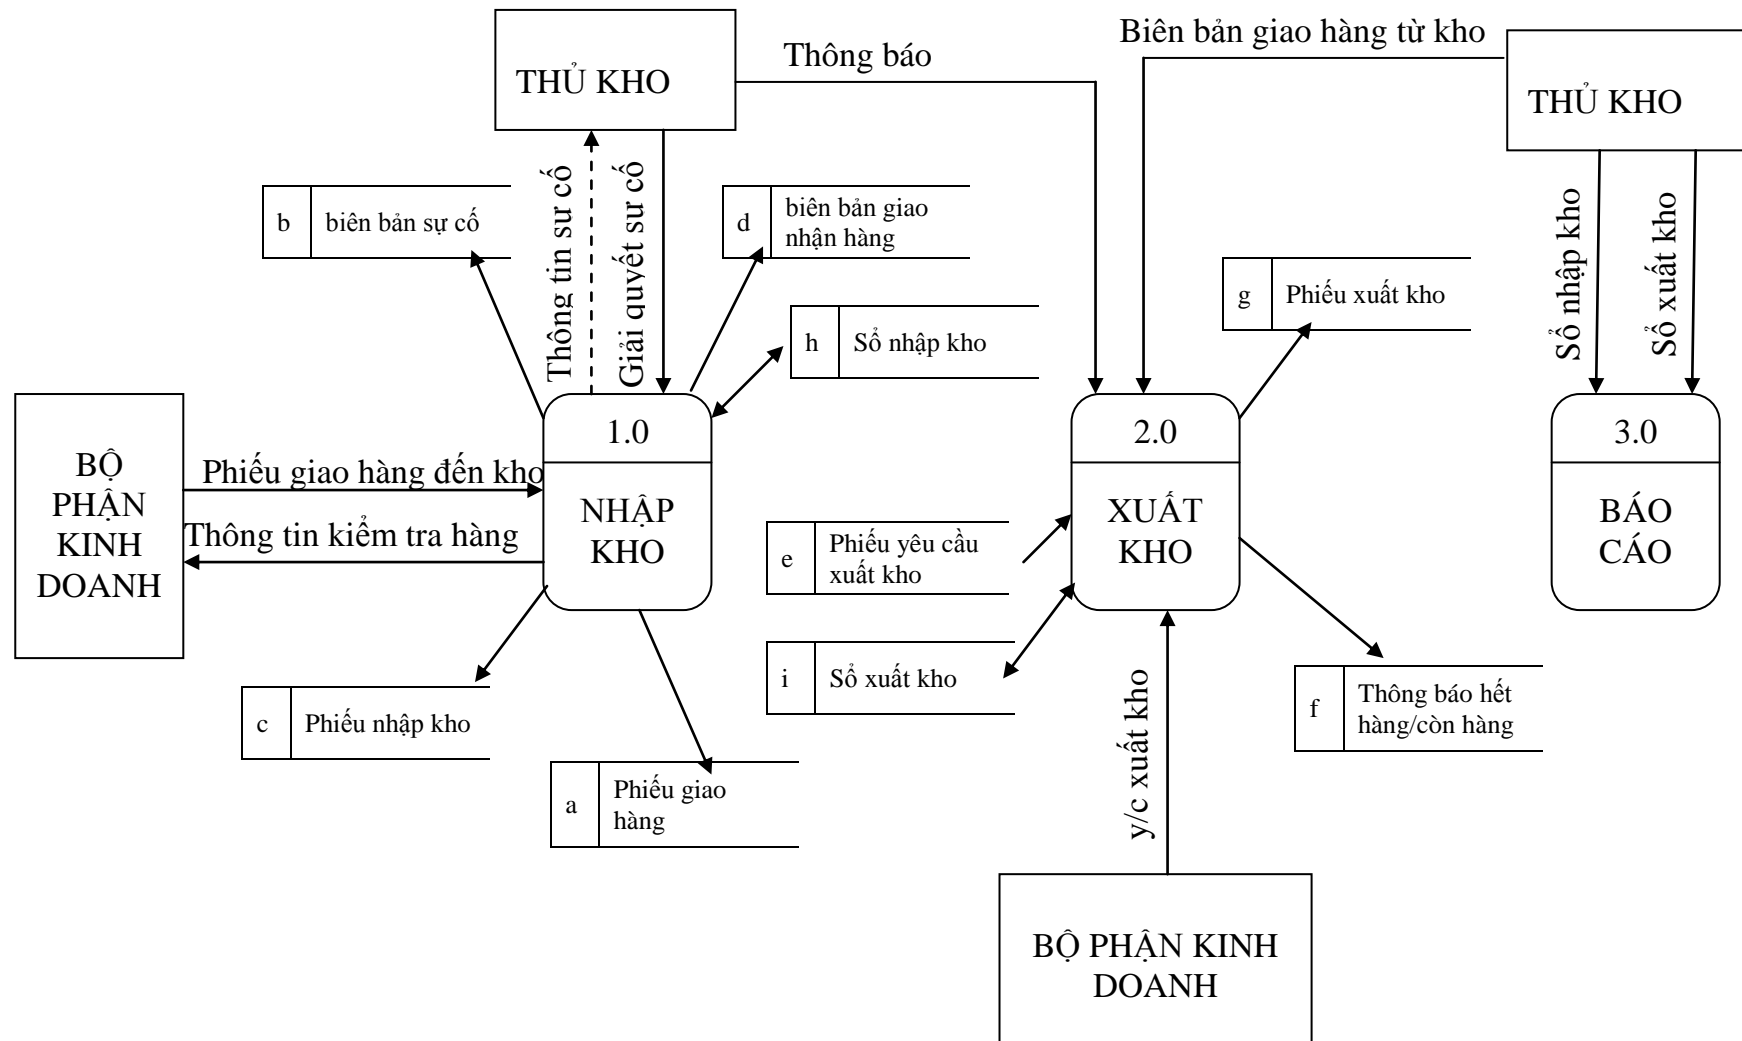 Biên bản giao hàng từ kho
Thông báo
THỦ KHO
THỦ KHO
Thông tin sư cố
Giải quyết sư cố
Sổ nhập kho
Sổ xuất kho
b
biên bản sự cố
d
biên bản giao
nhận hàng
g
Phiếu xuất kho
h
Sổ nhập kho
1.0
NHẬP
KHO
2.0
XUẤT
KHO
3.0
BÁO
CÁO
BỘ
PHẬN
KINH
DOANH
Phiếu giao hàng đến kho
Thông tin kiểm tra hàng
e
Phiếu yêu cầu
xuất kho
i
Sổ xuất kho
c
Phiếu nhập kho
y/c xuất kho
f
Thông báo hết
hàng/còn hàng
a
Phiếu giao
hàng
BỘ PHẬN KINH
DOANH